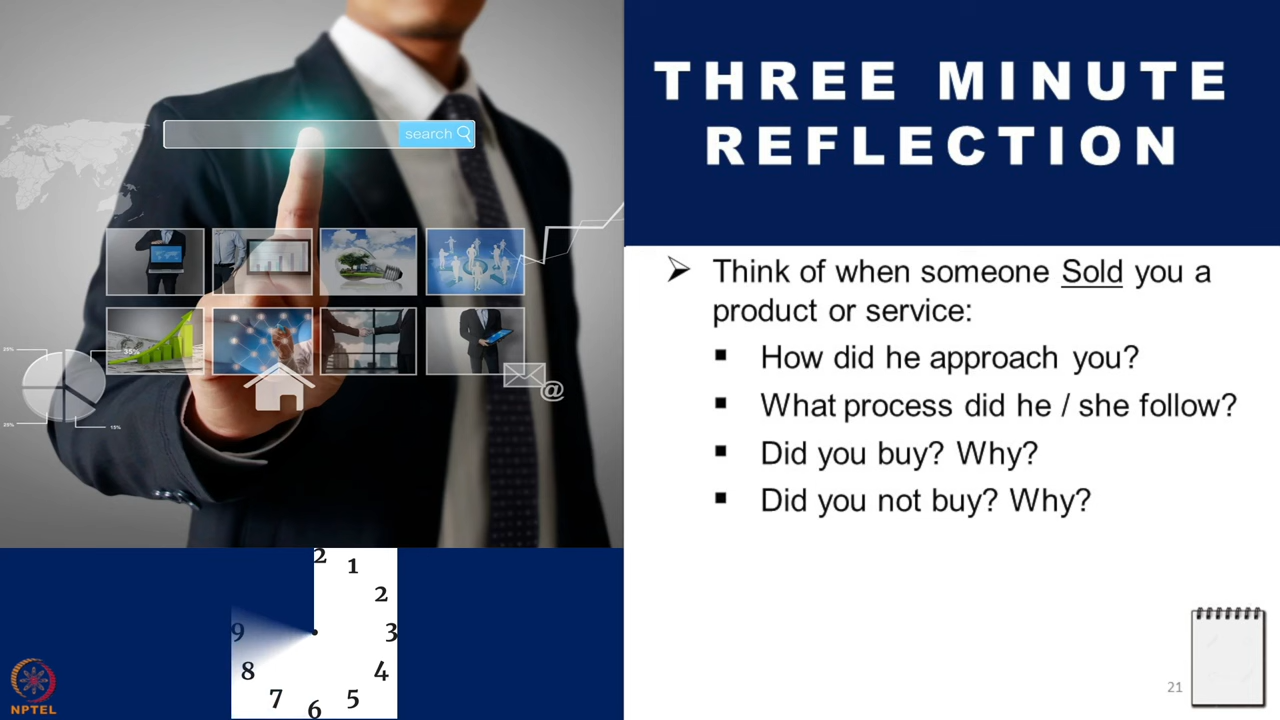 THREE MINUTE
REFLECTION
search
➢ Think of when someone Sold you a
product or service:
▪ How did he approach you?
▪ What process did he / she follow?
▪ Did you buy? Why?
▪ Did you not buy? Why?
35%
15%
@
2
1
2
3
4
5
6
7
8
9
NPTEL
21